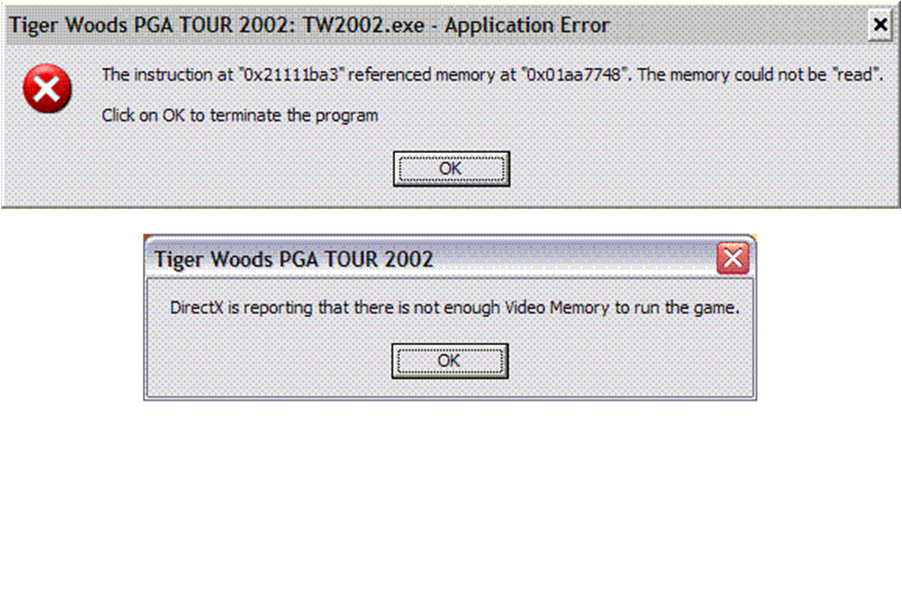 Tiger Woods PGA TOUR 2002: TW2002.exe - Application Error
The instruction at "0x21111ba3" referenced memory at "0x01aa7748". The memory could not be "read".
Click on OK to terminate the program
OK
Tiger Woods PGA TOUR 2002
DirectX is reporting that there is not enough Video Memory to run the game.
OK